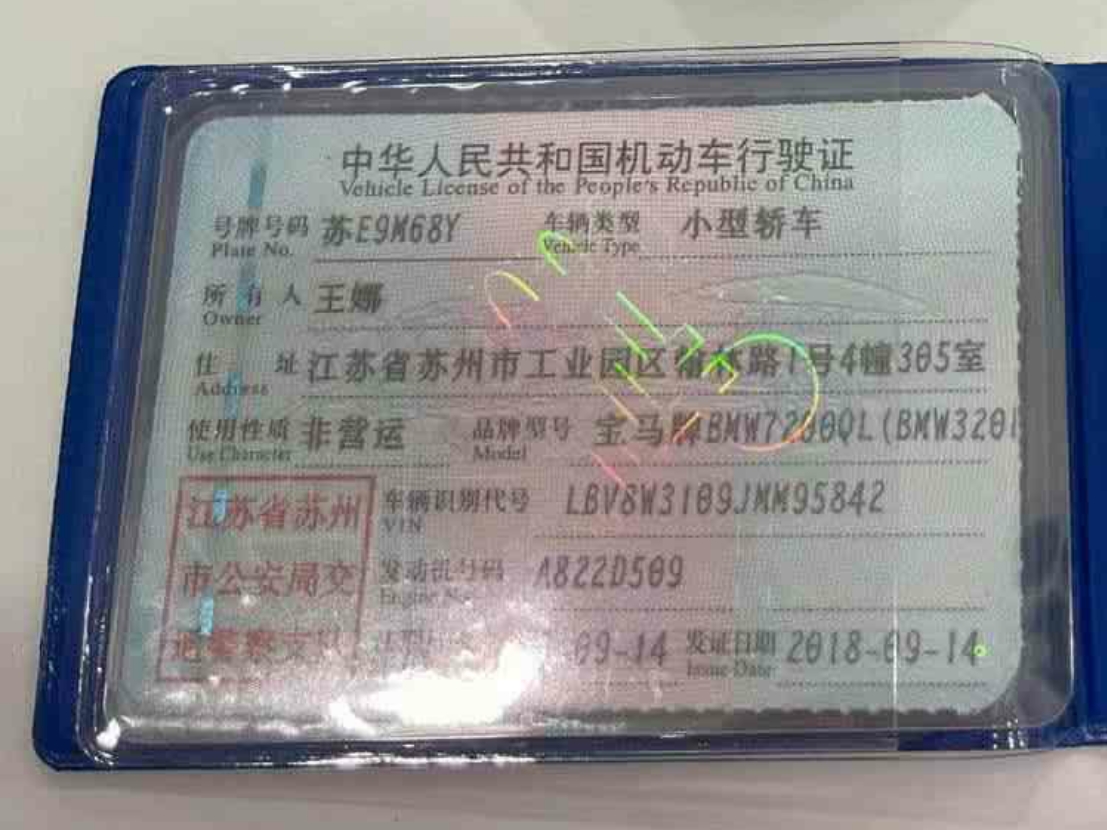 中华人民共和国机动车行驶证
Vehicle License of the People's Republic of China
号牌号码 苏E9M68Y 车辆类型 小型轿车
Plate No. Vehicle Type
所有人 王娜
Owner
住址 江苏省苏州市工业园区 路1号4幢305室
Address
使用性质 非营运 品牌型号 宝马牌BMW7200QL(BMW320
Use Character Model
江苏省苏州 车辆识别代号 LBV8W3109JMM95842
VIN
市公安局交 发动机号码 A822D509
Engine No.
09-14 发证日期 2018-09-14
Issue Date